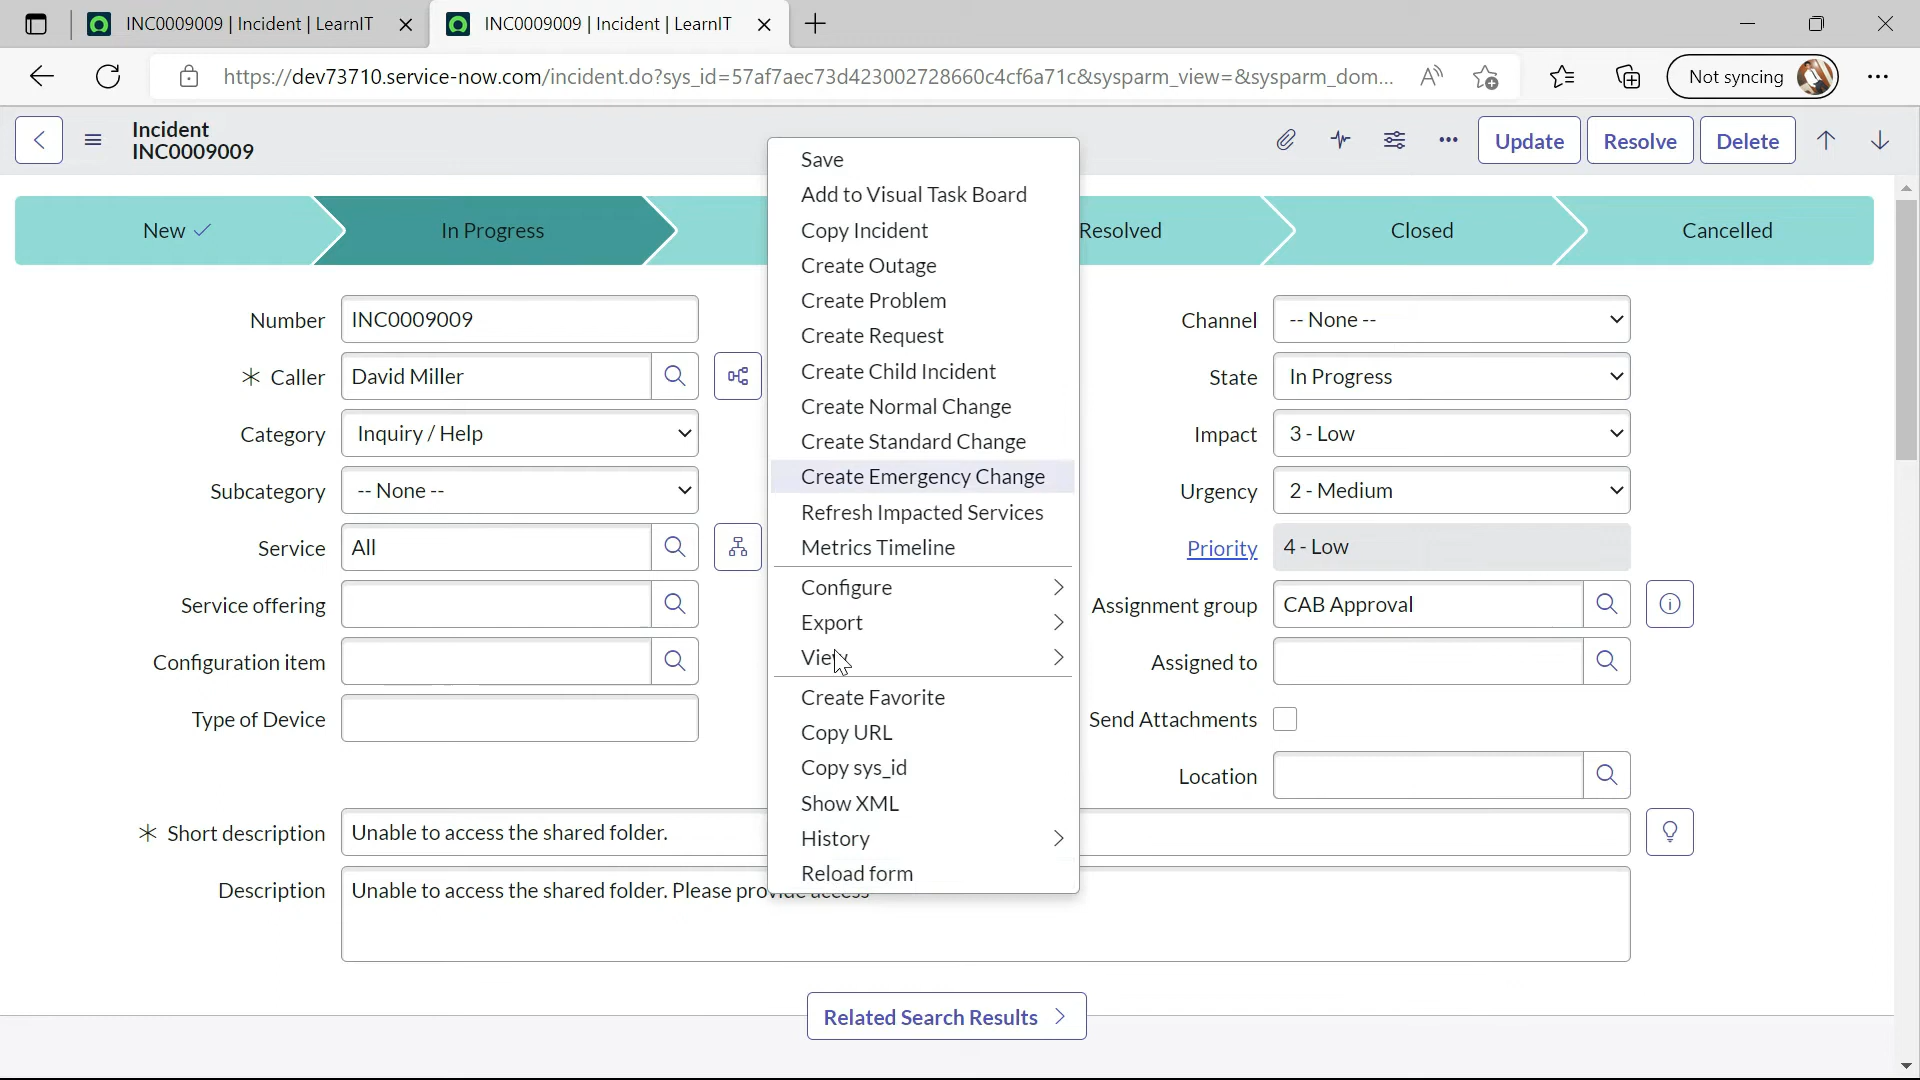 INC0009009 | Incident | LearnIT
INC0009009 | Incident | LearnIT
https://dev73710.service-now.com/incident.do?sys_id=57af7aec73d423002728660c4cf6a71c&sysparm_view=&sysparm_dom...
Not syncing
Incident
INC0009009
Update
Resolve
Delete
New
In Progress
Resolved
Closed
Cancelled
Number
INC0009009
Caller
David Miller
Category
Inquiry / Help
Subcategory
-- None --
Service
All
Service offering
Configuration item
Type of Device
Save
Add to Visual Task Board
Copy Incident
Create Outage
Create Problem
Create Request
Create Child Incident
Create Normal Change
Create Standard Change
Create Emergency Change
Refresh Impacted Services
Metrics Timeline
Configure
Export
View
Create Favorite
Copy URL
Copy sys_id
Show XML
History
Reload form
Channel
-- None --
State
In Progress
Impact
3 - Low
Urgency
2 - Medium
Priority
4 - Low
Assignment group
CAB Approval
Assigned to
Send Attachments
Location
Short description
Unable to access the shared folder.
Description
Unable to access the shared folder. Please provide access
Related Search Results